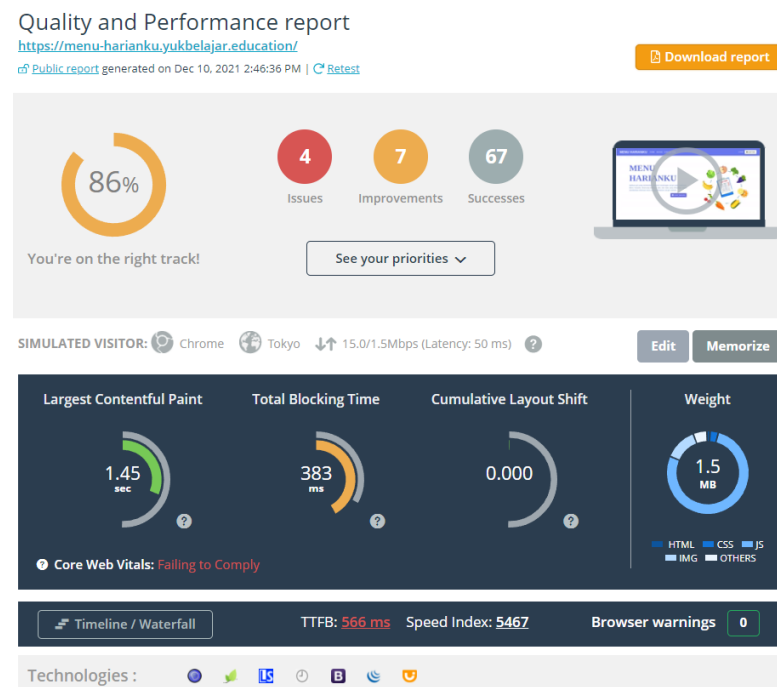 Quality and Performance report
https://menu-harianku.yukbelajar.education/
Public report generated on Dec 10, 2021 2:46:36 PM | Retest
Download report
86%
You're on the right track!
4
Issues
7
Improvements
67
Successes
See your priorities
MENU
HARIANKU
SIMULATED VISITOR: Chrome Tokyo 15.0/1.5Mbps (Latency: 50 ms) ?
Edit
Memorize
Largest Contentful Paint
1.45
sec
?
Total Blocking Time
383
ms
?
Cumulative Layout Shift
0.000
?
Weight
1.5
MB
HTML CSS JS
IMG OTHERS
? Core Web Vitals: Failing to Comply
Timeline / Waterfall
TTFB: 566 ms Speed Index: 5467
Browser warnings 0
Technologies :
LS
B